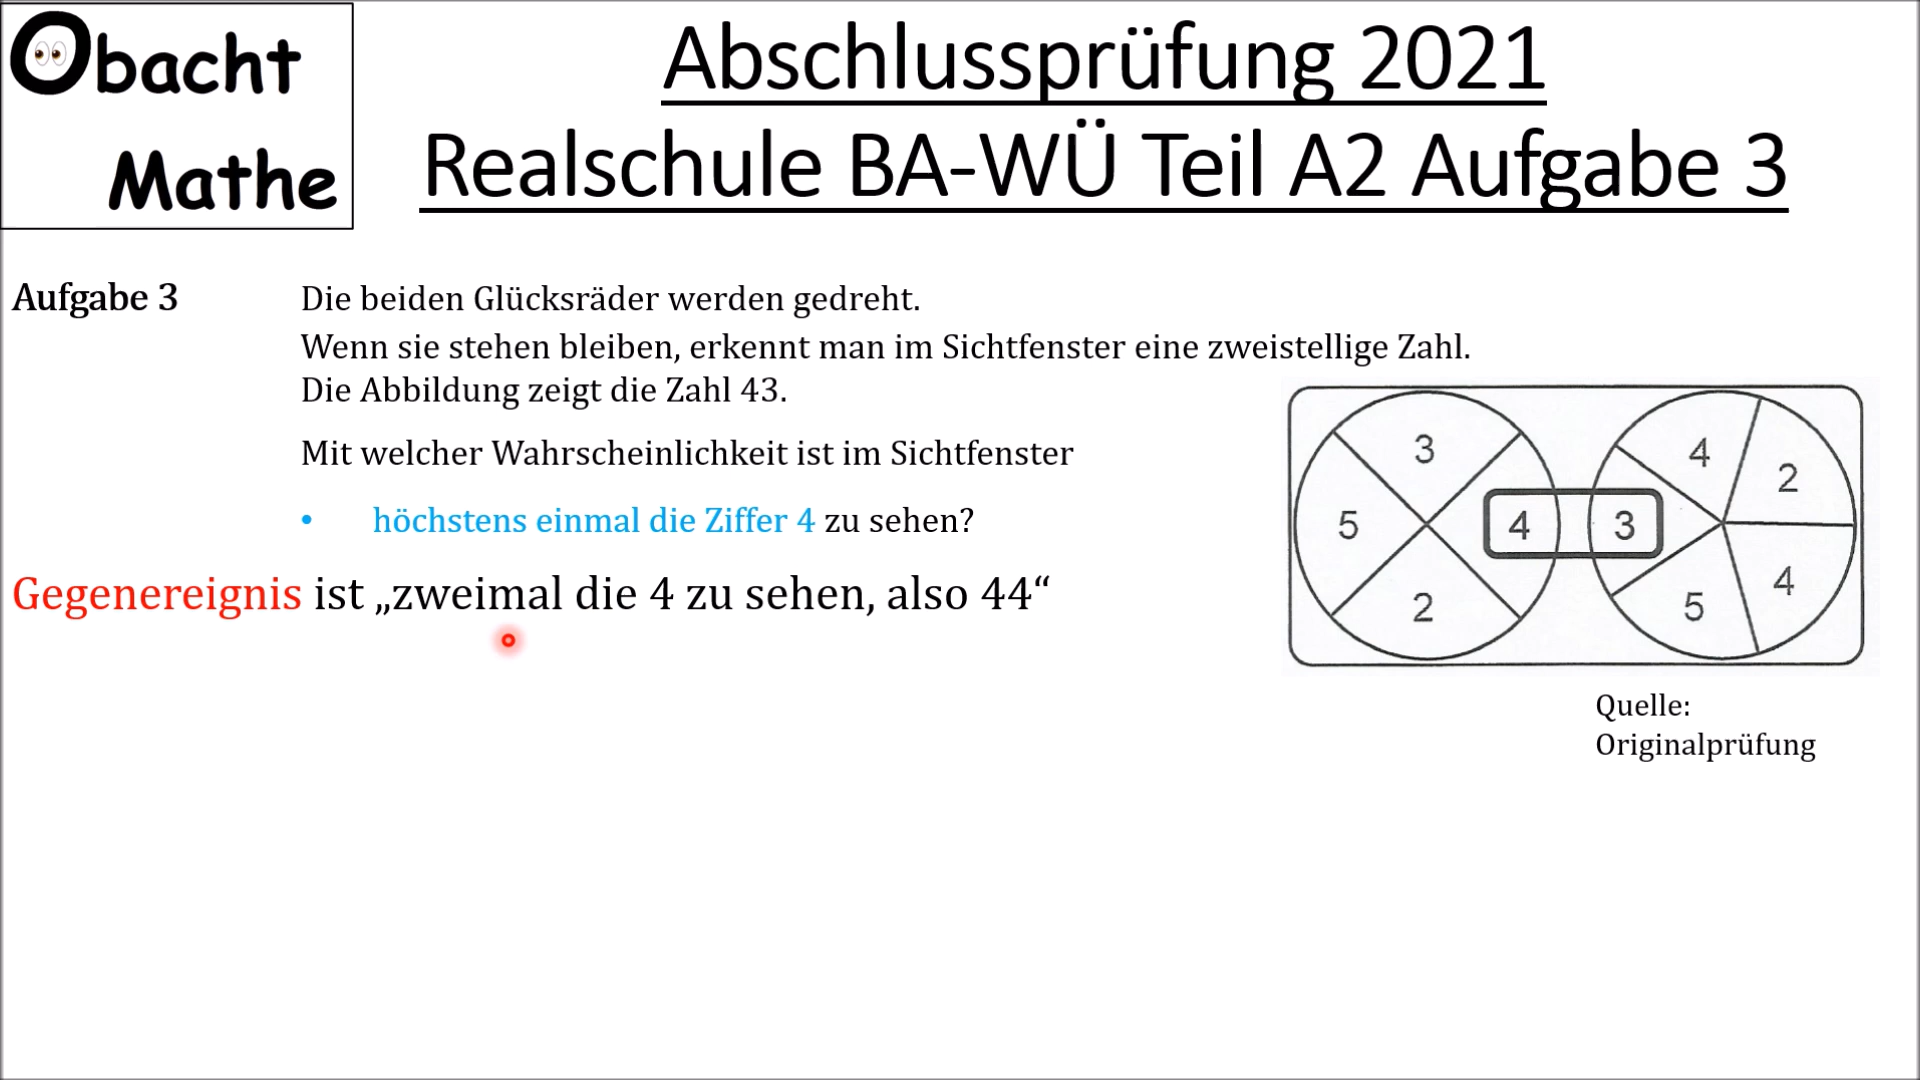 Obacht
Mathe
Abschlussprüfung 2021
Realschule BA-WÜ Teil A2 Aufgabe 3
Aufgabe 3
Die beiden Glücksräder werden gedreht.
Wenn sie stehen bleiben, erkennt man im Sichtfenster eine zweistellige Zahl.
Die Abbildung zeigt die Zahl 43.
Mit welcher Wahrscheinlichkeit ist im Sichtfenster
• höchstens einmal die Ziffer 4 zu sehen?
Gegenereignis ist „zweimal die 4 zu sehen, also 44“
3
5
4
2
4
2
3
4
5
Quelle:
Originalprüfung